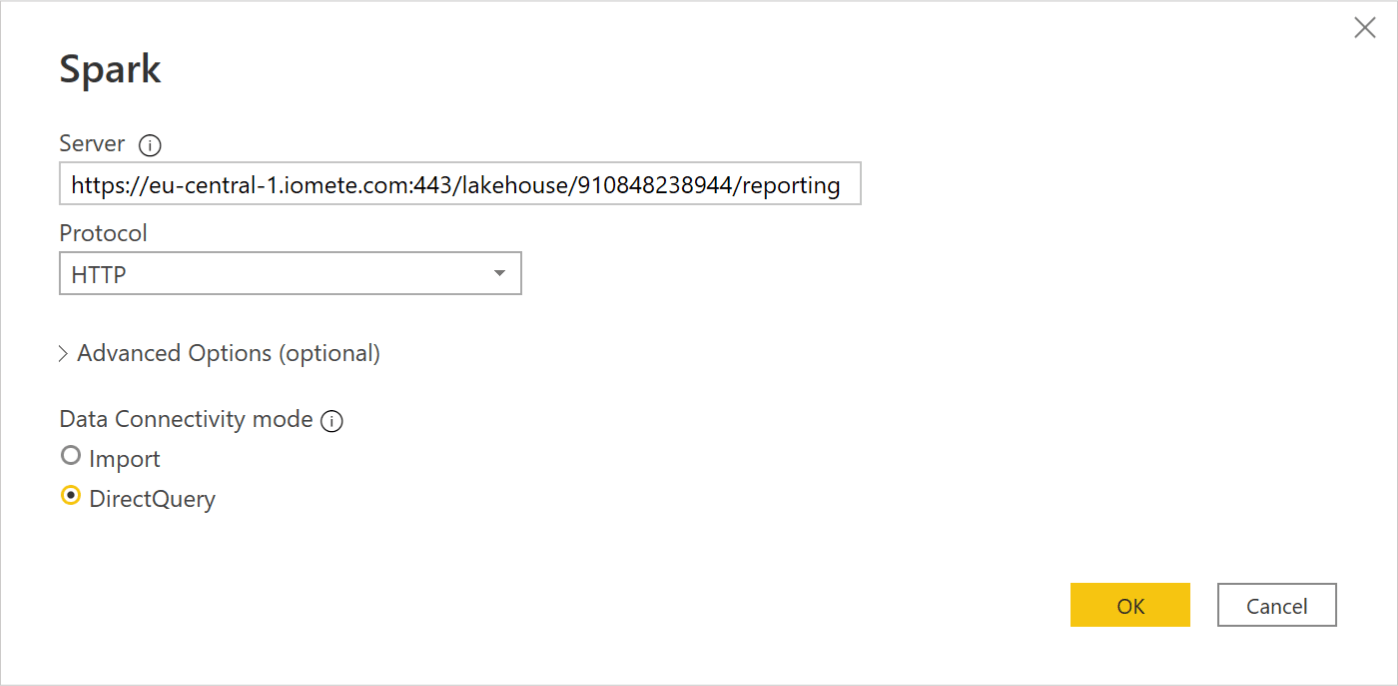 Spark
Server
https://eu-central-1.iomete.com:443/lakehouse/910848238944/reporting
Protocol
HTTP
Advanced Options (optional)
Data Connectivity mode
Import
DirectQuery
OK Cancel